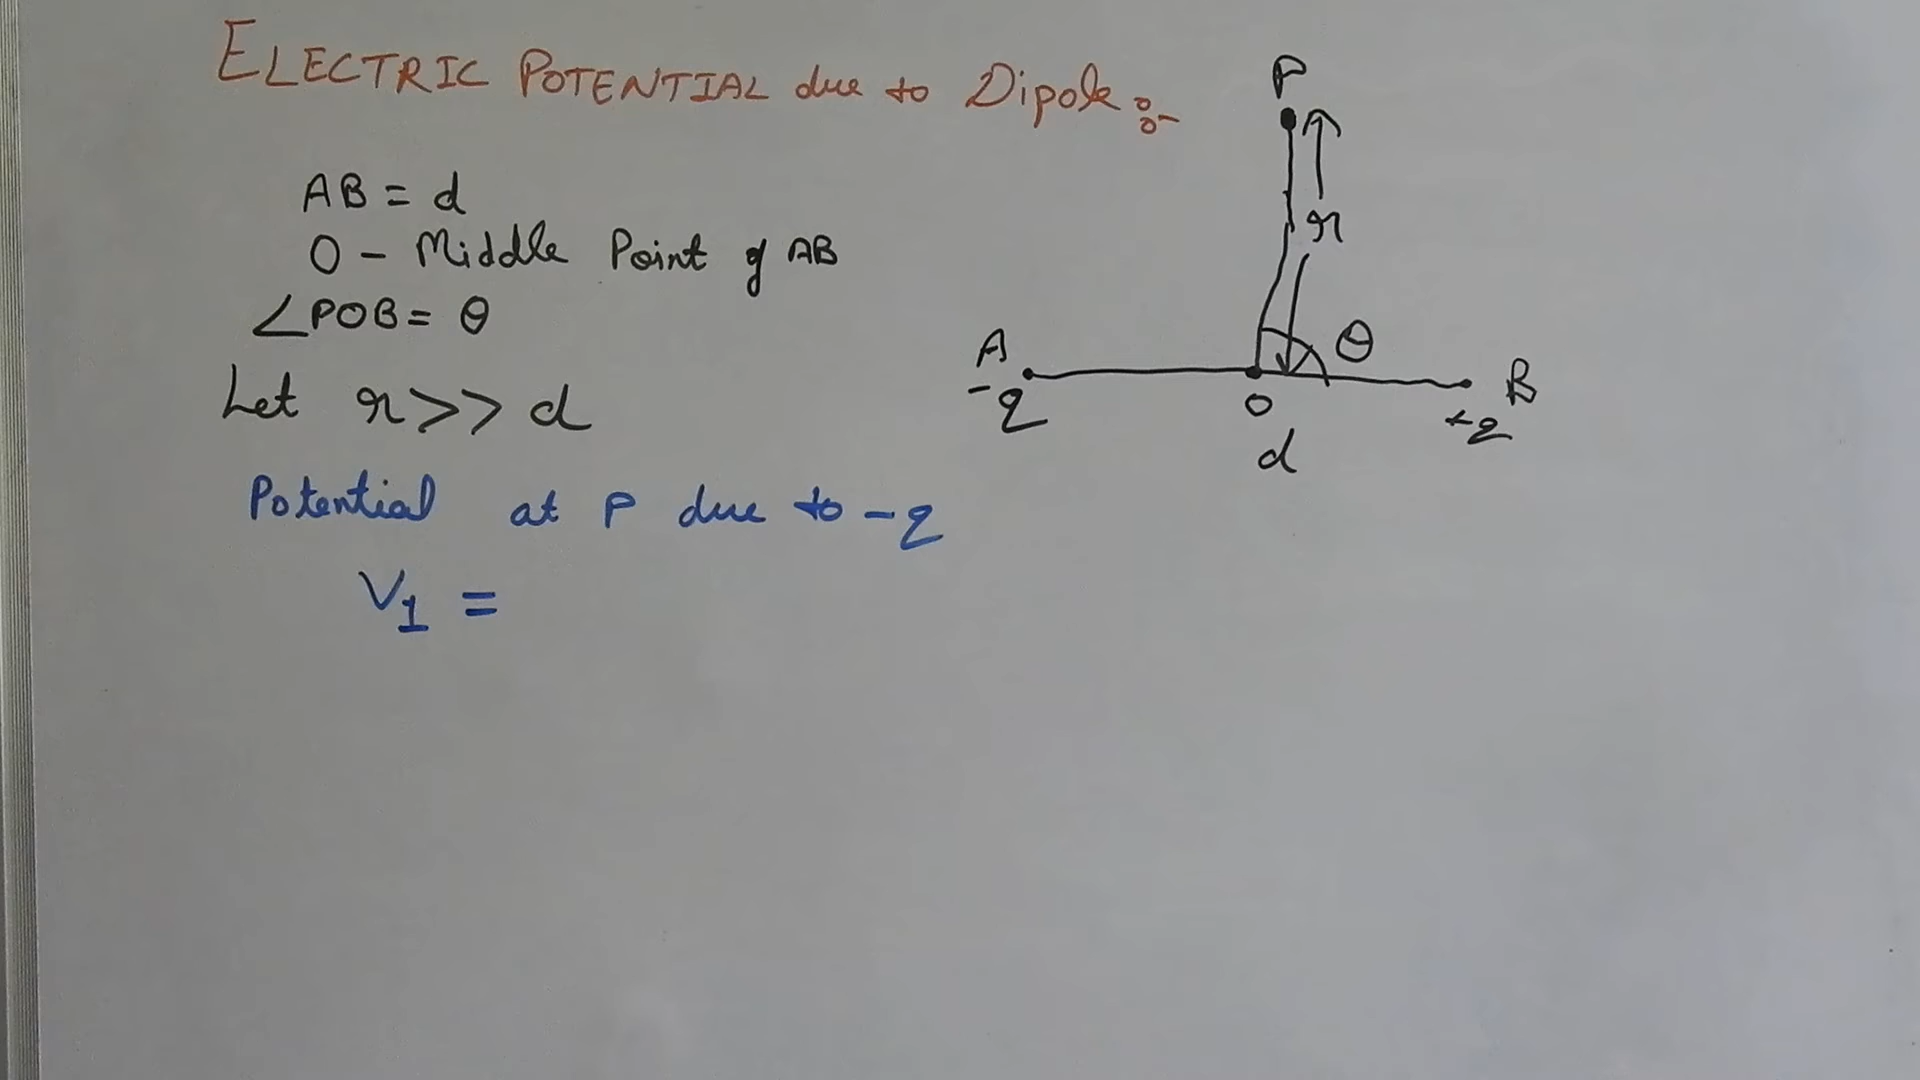 ELECTRIC POTENTIAL due to Dipole :-
AB = d
O - Middle Point of AB
∠POB = θ
Let r >> d
Potential at P due to -q
V1 =
P
r
θ
A
-q
O
B
+q
d